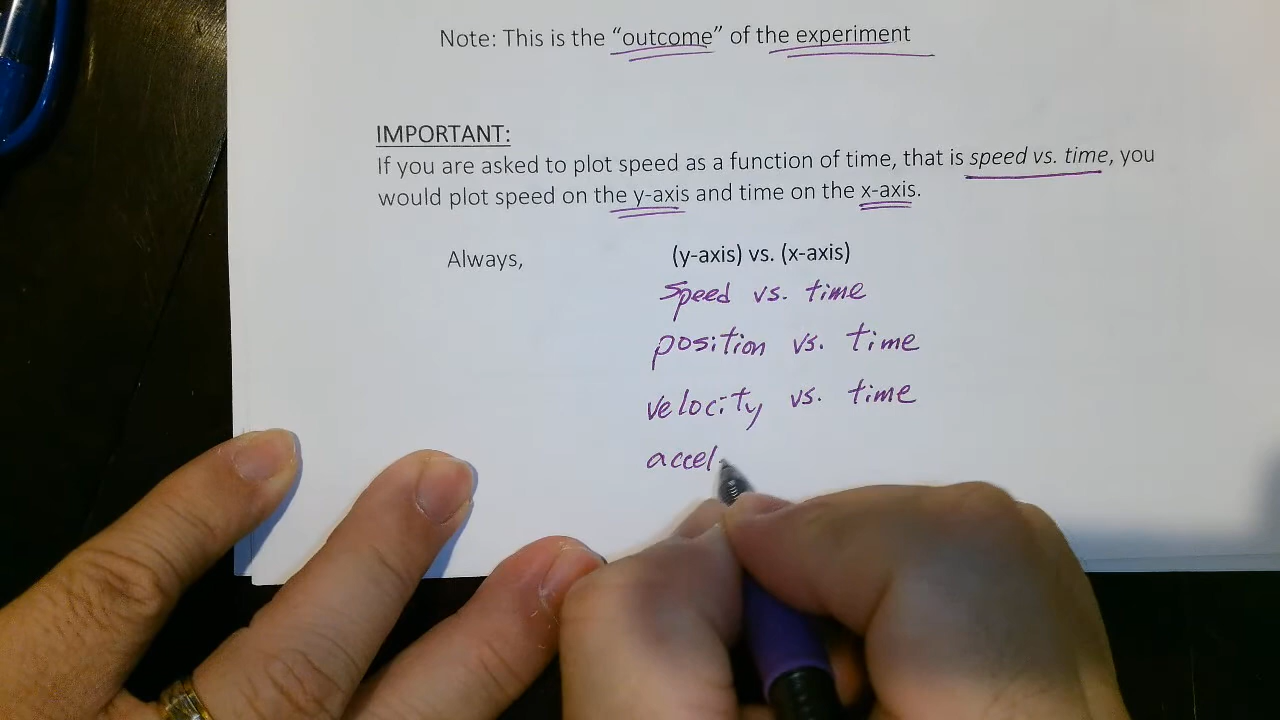 Note: This is the “outcome” of the experiment
IMPORTANT:
If you are asked to plot speed as a function of time, that is speed vs. time, you
would plot speed on the y-axis and time on the x-axis.
Always, (y-axis) vs. (x-axis)
speed vs. time
position vs. time
velocity vs. time
accel